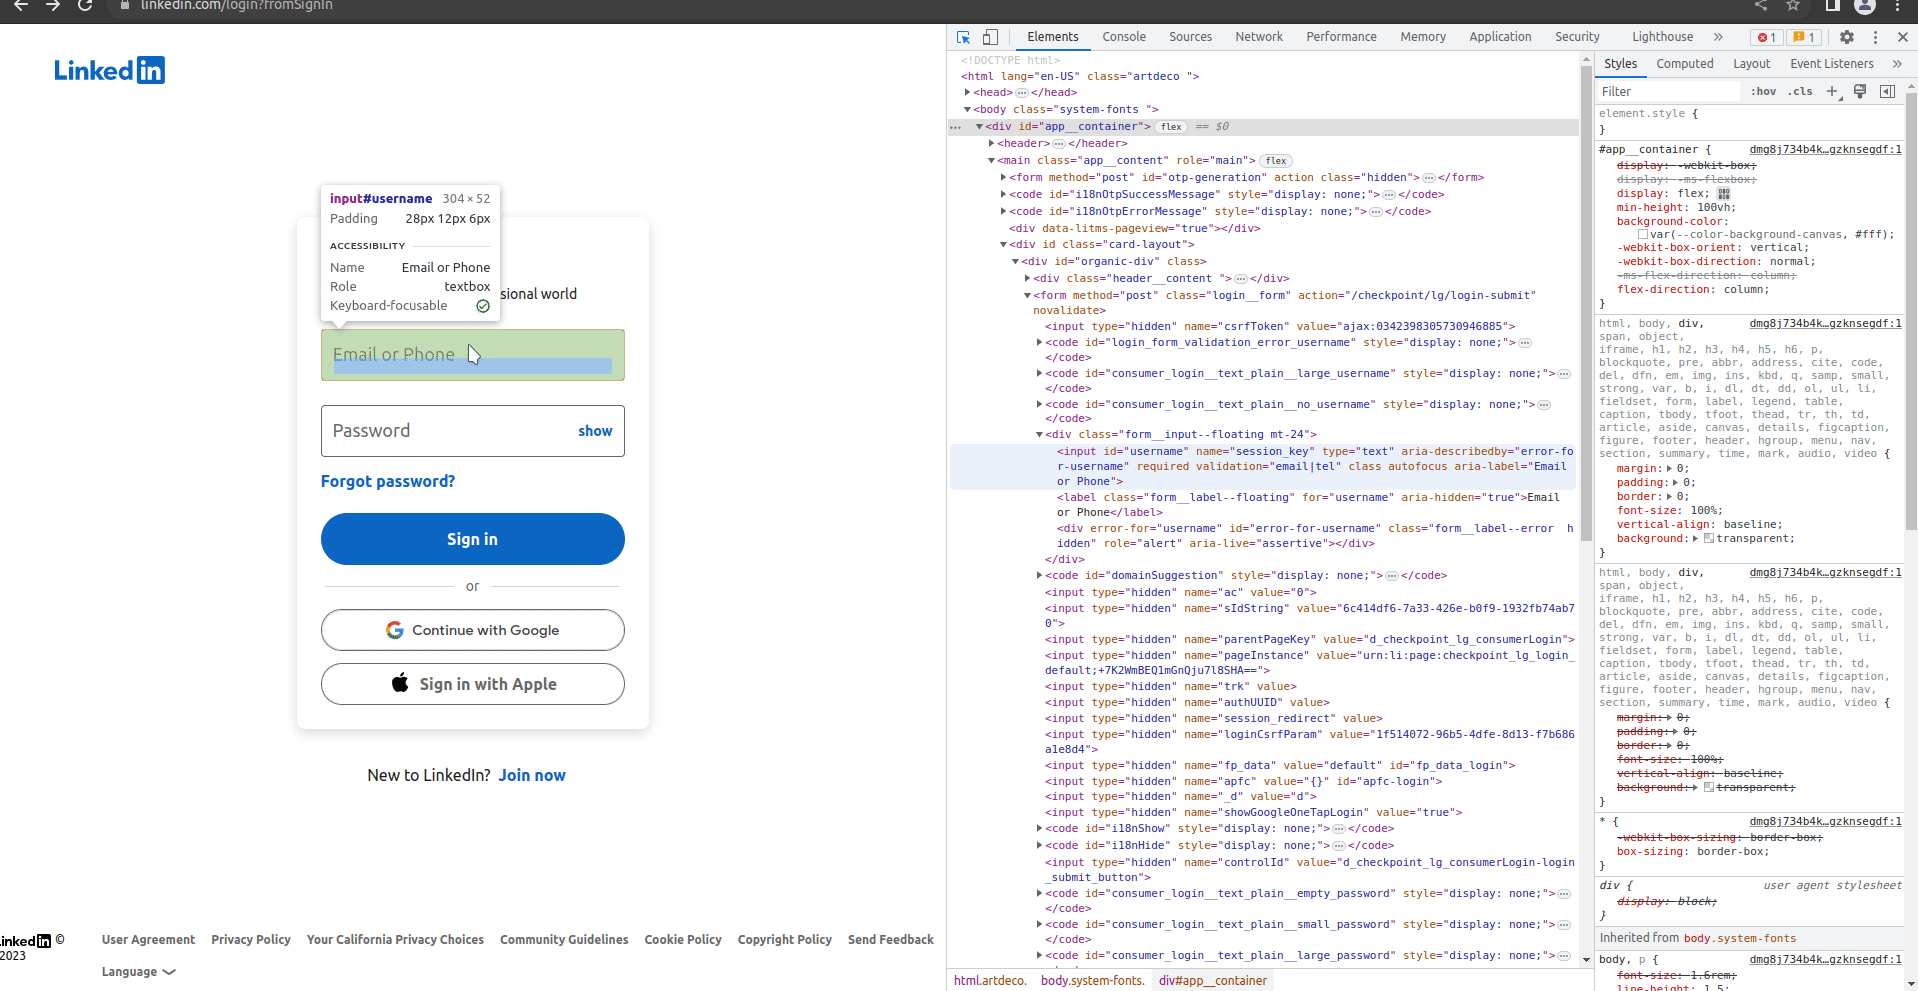 linkedin.com/login?fromSignIn
Linked in
input#username 304 × 52
Padding 28px 12px 6px
ACCESSIBILITY
Name Email or Phone
Role textbox
Keyboard-focusable
sional world
Email or Phone
Password show
Forgot password?
Sign in
or
Continue with Google
Sign in with Apple
New to LinkedIn? Join now
inked in ©
2023
User Agreement Privacy Policy Your California Privacy Choices Community Guidelines Cookie Policy Copyright Policy Send Feedback
Language
Elements Console Sources Network Performance Memory Application Security Lighthouse » 1 1
<!DOCTYPE html>
<html lang="en-US" class="artdeco ">
<head>…</head>
<body class="system-fonts ">
… <div id="app__container"> flex == $0
<header>…</header>
<main class="app__content" role="main"> flex
<form method="post" id="otp-generation" action class="hidden">…</form>
<code id="i18nOtpSuccessMessage" style="display: none;">…</code>
<code id="i18nOtpErrorMessage" style="display: none;">…</code>
<div data-litms-pageview="true"></div>
<div id class="card-layout">
<div id="organic-div" class>
<div class="header__content ">…</div>
<form method="post" class="login__form" action="/checkpoint/lg/login-submit"
novalidate>
<input type="hidden" name="csrfToken" value="ajax:0342398305730946885">
<code id="login_form_validation_error_username" style="display: none;">…
</code>
<code id="consumer_login__text_plain__large_username" style="display: none;">…
</code>
<code id="consumer_login__text_plain__no_username" style="display: none;">…
</code>
<div class="form__input--floating mt-24">
<input id="username" name="session_key" type="text" aria-describedby="error-fo
r-username" required validation="email|tel" class autofocus aria-label="Email
or Phone">
<label class="form__label--floating" for="username" aria-hidden="true">Email
or Phone</label>
<div error-for="username" id="error-for-username" class="form__label--error h
idden" role="alert" aria-live="assertive"></div>
</div>
<code id="domainSuggestion" style="display: none;">…</code>
<input type="hidden" name="ac" value="0">
<input type="hidden" name="sIdString" value="6c414df6-7a33-426e-b0f9-1932fb74ab7
0">
<input type="hidden" name="parentPageKey" value="d_checkpoint_lg_consumerLogin">
<input type="hidden" name="pageInstance" value="urn:li:page:checkpoint_lg_login_
default;+7K2WmBEQ1mGnQju7l8SHA==">
<input type="hidden" name="trk" value>
<input type="hidden" name="authUUID" value>
<input type="hidden" name="session_redirect" value>
<input type="hidden" name="loginCsrfParam" value="1f514072-96b5-4dfe-8d13-f7b686
a1e8d4">
<input type="hidden" name="fp_data" value="default" id="fp_data_login">
<input type="hidden" name="apfc" value="{}" id="apfc-login">
<input type="hidden" name="_d" value="d">
<input type="hidden" name="showGoogleOneTapLogin" value="true">
<code id="i18nShow" style="display: none;">…</code>
<code id="i18nHide" style="display: none;">…</code>
<input type="hidden" name="controlId" value="d_checkpoint_lg_consumerLogin-login
_submit_button">
<code id="consumer_login__text_plain__empty_password" style="display: none;">…
</code>
<code id="consumer_login__text_plain__small_password" style="display: none;">…
</code>
<code id="consumer_login__text_plain__large_password" style="display: none;">…
html.artdeco. body.system-fonts. div#app__container
Styles Computed Layout Event Listeners »
Filter :hov .cls +
element.style {
}
#app__container { dmg8j734b4k…gzknsegdf:1
display: -webkit-box;
display: -ms-flexbox;
display: flex;
min-height: 100vh;
background-color:
var(--color-background-canvas, #fff);
-webkit-box-orient: vertical;
-webkit-box-direction: normal;
-ms-flex-direction: column;
flex-direction: column;
}
html, body, div, dmg8j734b4k…gzknsegdf:1
span, object,
iframe, h1, h2, h3, h4, h5, h6, p,
blockquote, pre, abbr, address, cite, code,
del, dfn, em, img, ins, kbd, q, samp, small,
strong, var, b, i, dl, dt, dd, ol, ul, li,
fieldset, form, label, legend, table,
caption, tbody, tfoot, thead, tr, th, td,
article, aside, canvas, details, figcaption,
figure, footer, header, hgroup, menu, nav,
section, summary, time, mark, audio, video {
margin: 0;
padding: 0;
border: 0;
font-size: 100%;
vertical-align: baseline;
background: transparent;
}
html, body, div, dmg8j734b4k…gzknsegdf:1
span, object,
iframe, h1, h2, h3, h4, h5, h6, p,
blockquote, pre, abbr, address, cite, code,
del, dfn, em, img, ins, kbd, q, samp, small,
strong, var, b, i, dl, dt, dd, ol, ul, li,
fieldset, form, label, legend, table,
caption, tbody, tfoot, thead, tr, th, td,
article, aside, canvas, details, figcaption,
figure, footer, header, hgroup, menu, nav,
section, summary, time, mark, audio, video {
margin: 0;
padding: 0;
border: 0;
font-size: 100%;
vertical-align: baseline;
background: transparent;
}
* { dmg8j734b4k…gzknsegdf:1
-webkit-box-sizing: border-box;
box-sizing: border-box;
}
div { user agent stylesheet
display: block;
}
Inherited from body.system-fonts
body, p { dmg8j734b4k…gzknsegdf:1
font-size: 1.6rem;
line-height: 1.5;